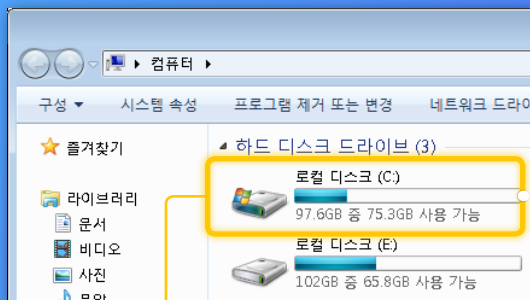 컴퓨터
구성 시스템 속성 프로그램 제거 또는 변경 네트워크 드라이
즐겨찾기
하드 디스크 드라이브 (3)
로컬 디스크 (C:)
97.6GB 중 75.3GB 사용 가능
라이브러리
문서
비디오
사진
로컬 디스크 (E:)
102GB 중 65.8GB 사용 가능